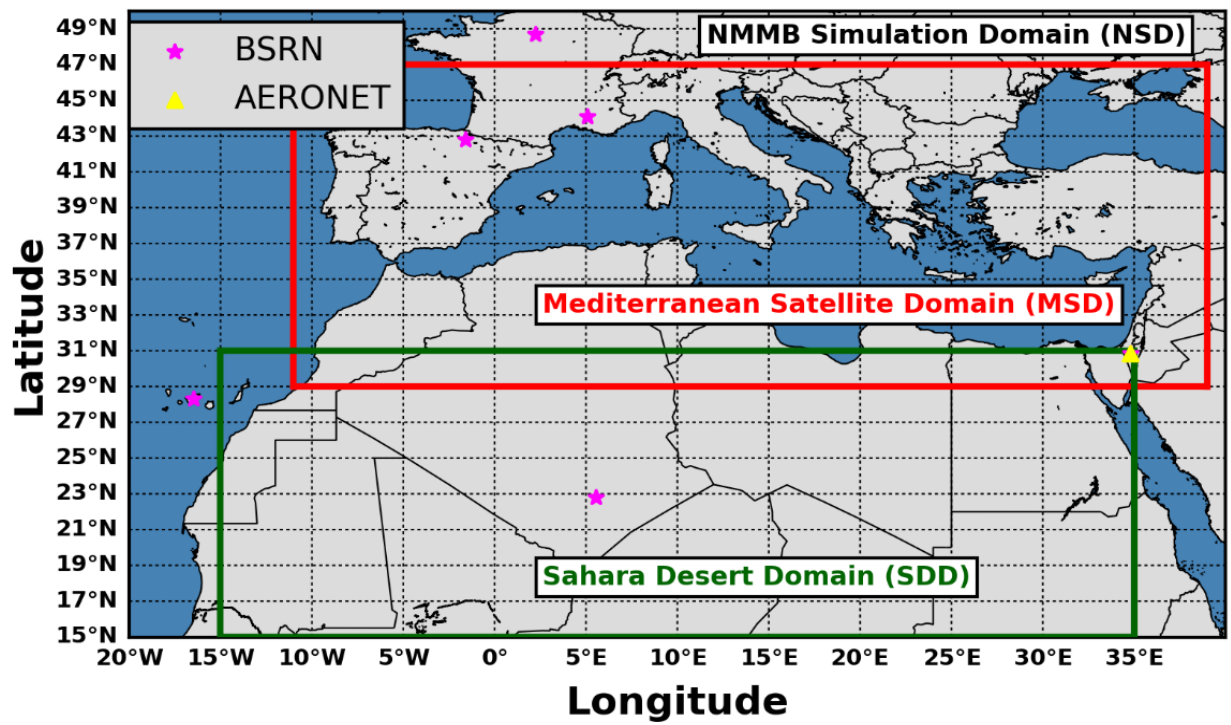 49°N
47°N
45°N
43°N
41°N
39°N
37°N
35°N
33°N
31°N
29°N
27°N
25°N
23°N
21°N
19°N
17°N
15°N
Latitude
BSRN
AERONET
NMMB Simulation Domain (NSD)
Mediterranean Satellite Domain (MSD)
Sahara Desert Domain (SDD)
20°W 15°W 10°W 5°W 0° 5°E 10°E 15°E 20°E 25°E 30°E 35°E
Longitude